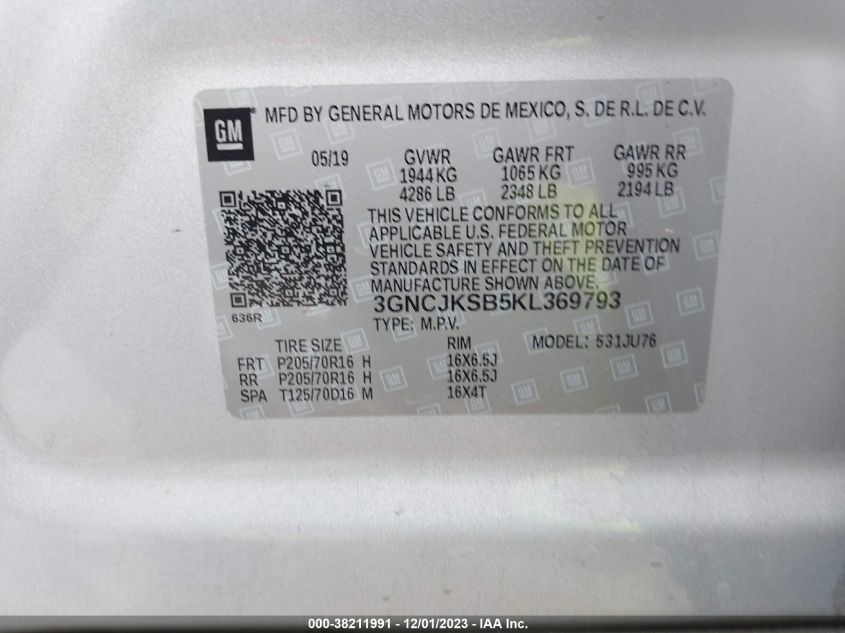 GM ® MFD BY GENERAL MOTORS DE MEXICO, S. DE R.L. DE C.V.
05/19 GVWR GAWR FRT GAWR RR
1944 KG 1065 KG 995 KG
4286 LB 2348 LB 2194 LB
THIS VEHICLE CONFORMS TO ALL
APPLICABLE U.S. FEDERAL MOTOR
VEHICLE SAFETY AND THEFT PREVENTION
STANDARDS IN EFFECT ON THE DATE OF
MANUFACTURE SHOWN ABOVE.
636R 3GNCJKSB5KL369793
TYPE: M.P.V.
TIRE SIZE RIM MODEL: 531JU76
FRT P205/70R16 H 16X6.5J
RR P205/70R16 H 16X6.5J
SPA T125/70D16 M 16X4T
000-38211991 - 12/01/2023 - IAA Inc.